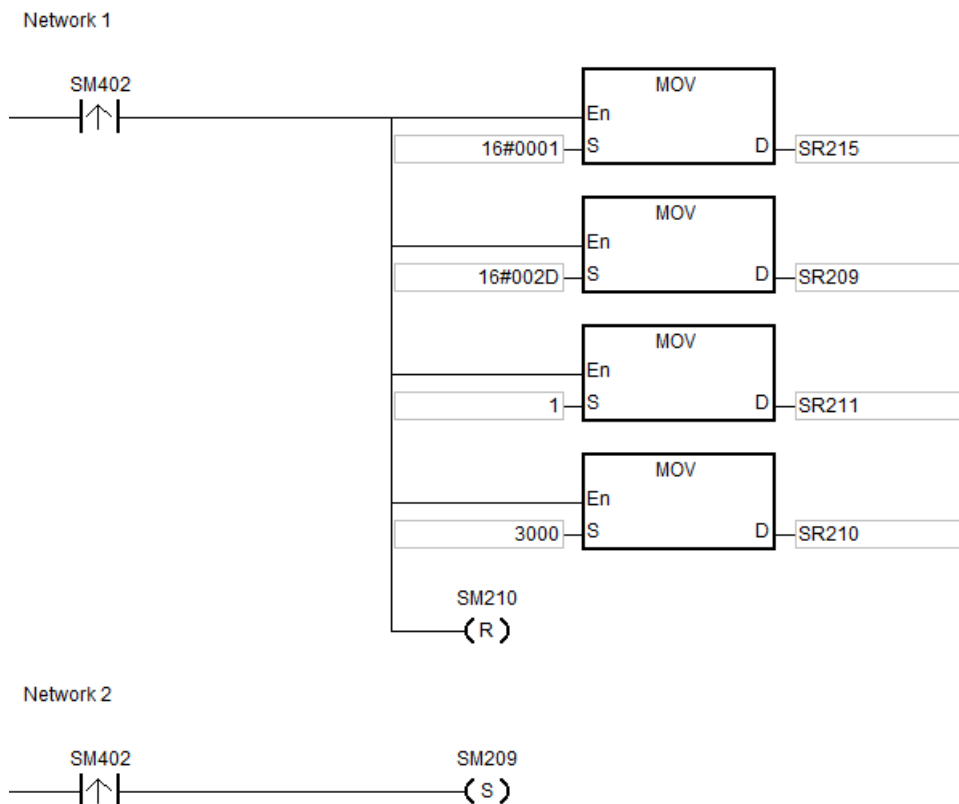 Network 1
SM402
MOV
En
16#0001 S D SR215
MOV
En
16#002D S D SR209
MOV
En
1 S D SR211
MOV
En
3000 S D SR210
SM210
R
Network 2
SM402 SM209
S